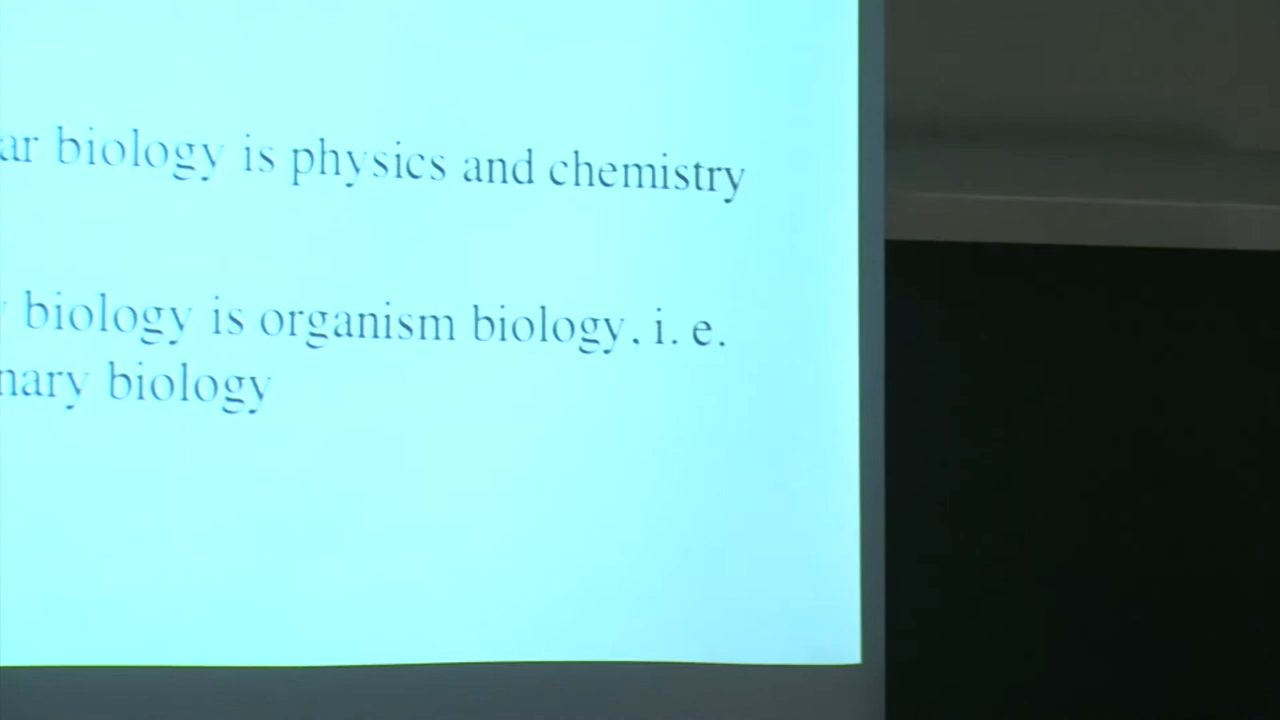 ar biology is physics and chemistry
biology is organism biology, i. e.
nary biology